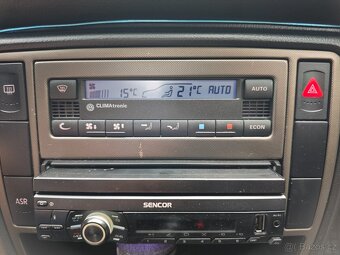 15°C 21°C AUTO
AUTO
CLIMAtronic
ECON
ASR
SENCOR